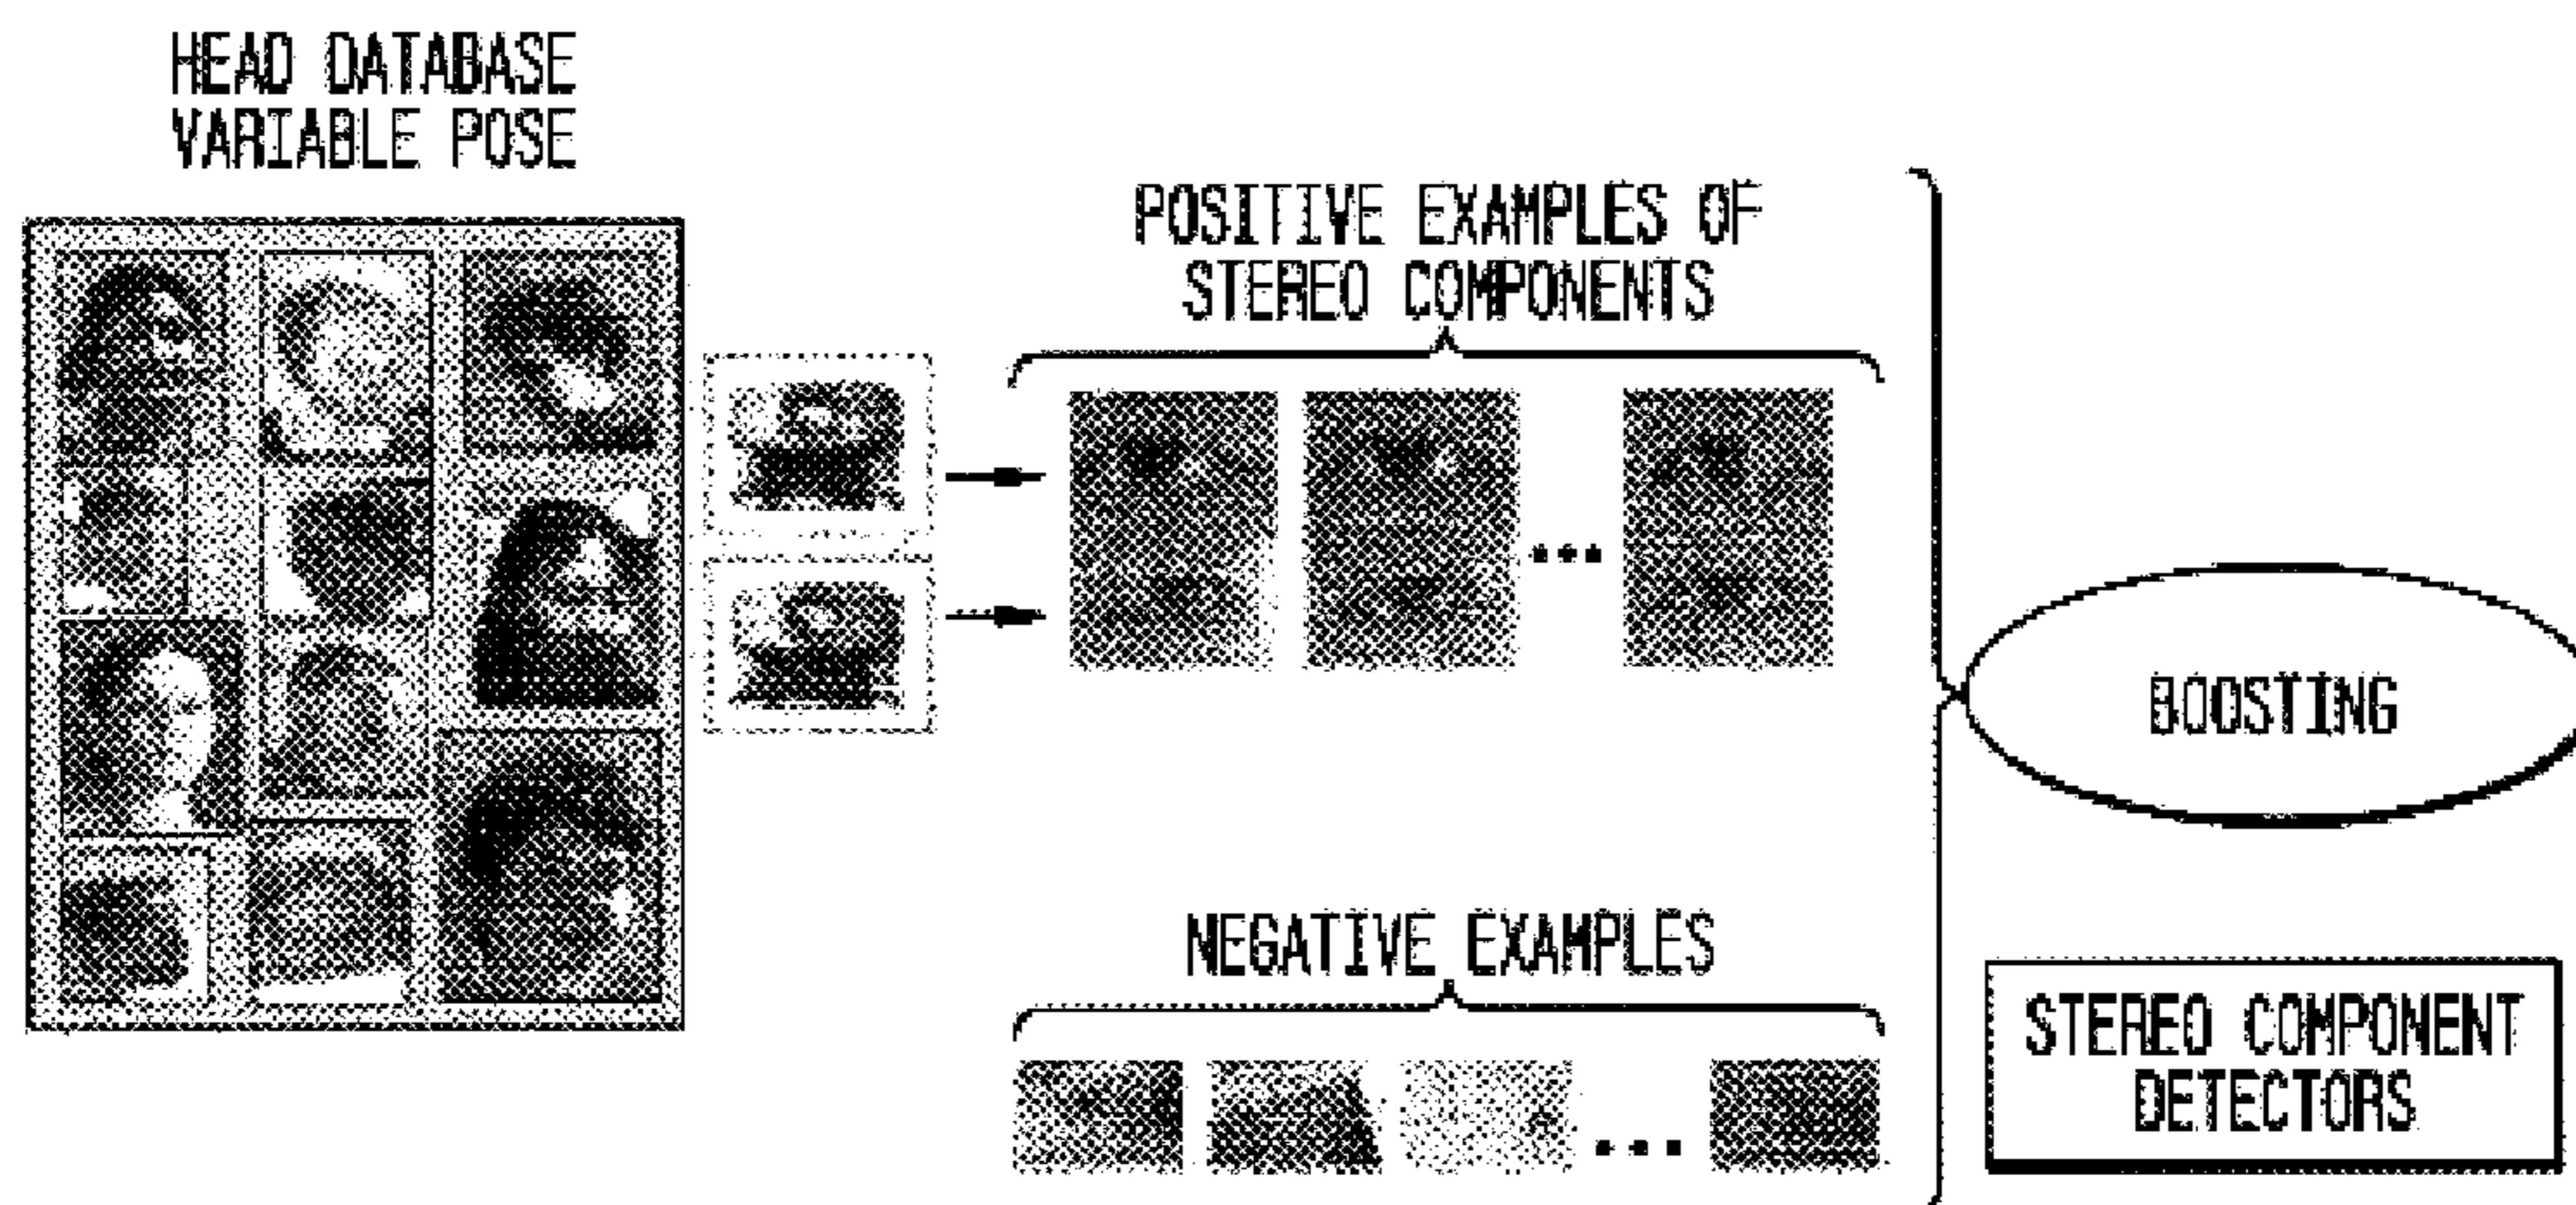 HEAD DATABASE
VARIABLE POSE
POSITIVE EXAMPLES OF
STEREO COMPONENTS
BOOSTING
NEGATIVE EXAMPLES
STEREO COMPONENT
DETECTORS